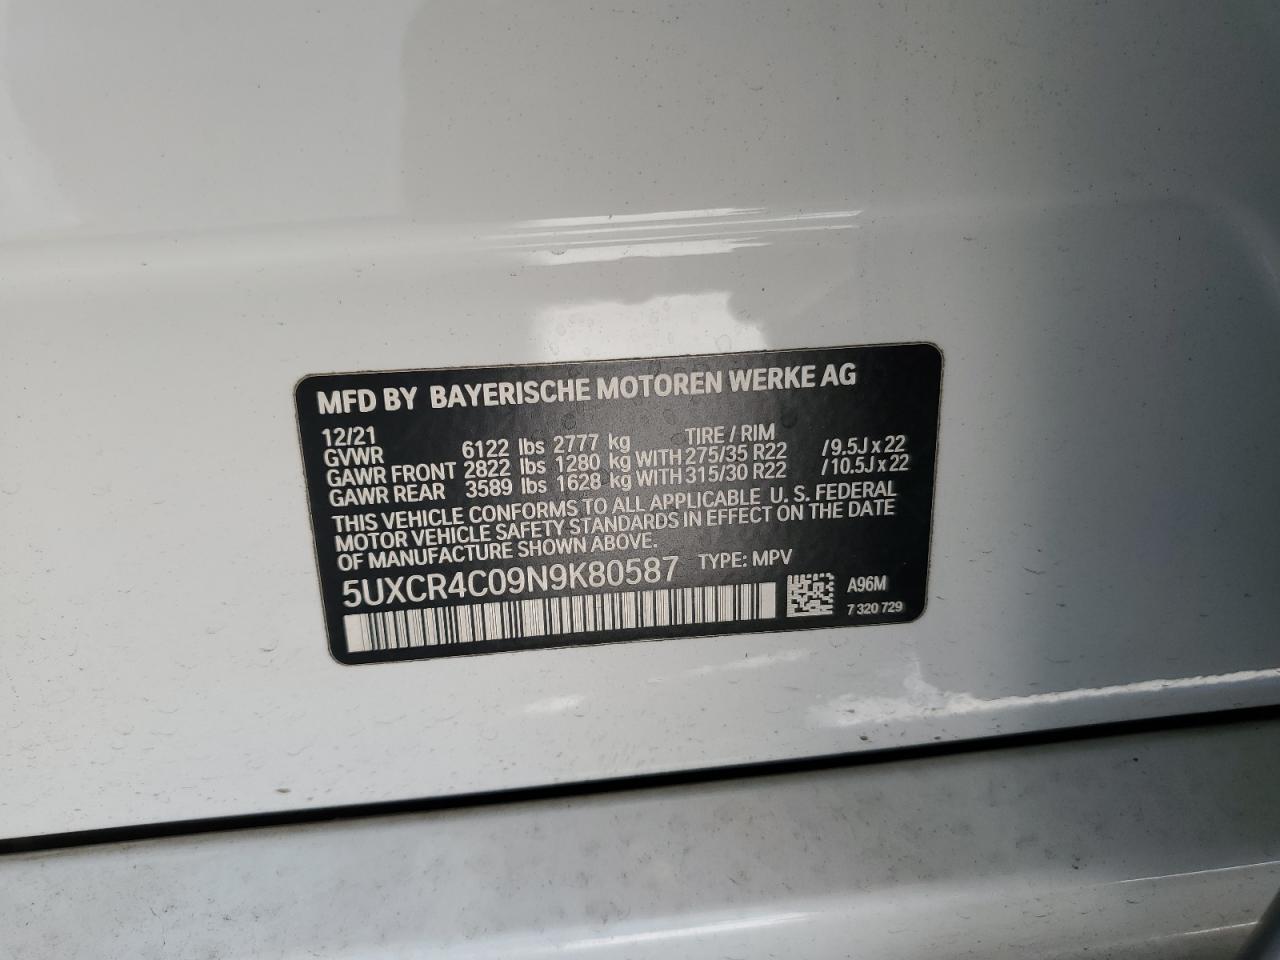 MFD BY BAYERISCHE MOTOREN WERKE AG
12/21 TIRE / RIM
GVWR 6122 lbs 2777 kg
GAWR FRONT 2822 lbs 1280 kg WITH 275/35 R22 /9.5J x 22
GAWR REAR 3589 lbs 1628 kg WITH 315/30 R22 /10.5J x 22
THIS VEHICLE CONFORMS TO ALL APPLICABLE U. S. FEDERAL
MOTOR VEHICLE SAFETY STANDARDS IN EFFECT ON THE DATE
OF MANUFACTURE SHOWN ABOVE.
5UXCR4C09N9K80587 TYPE: MPV
A96M
7 320 729